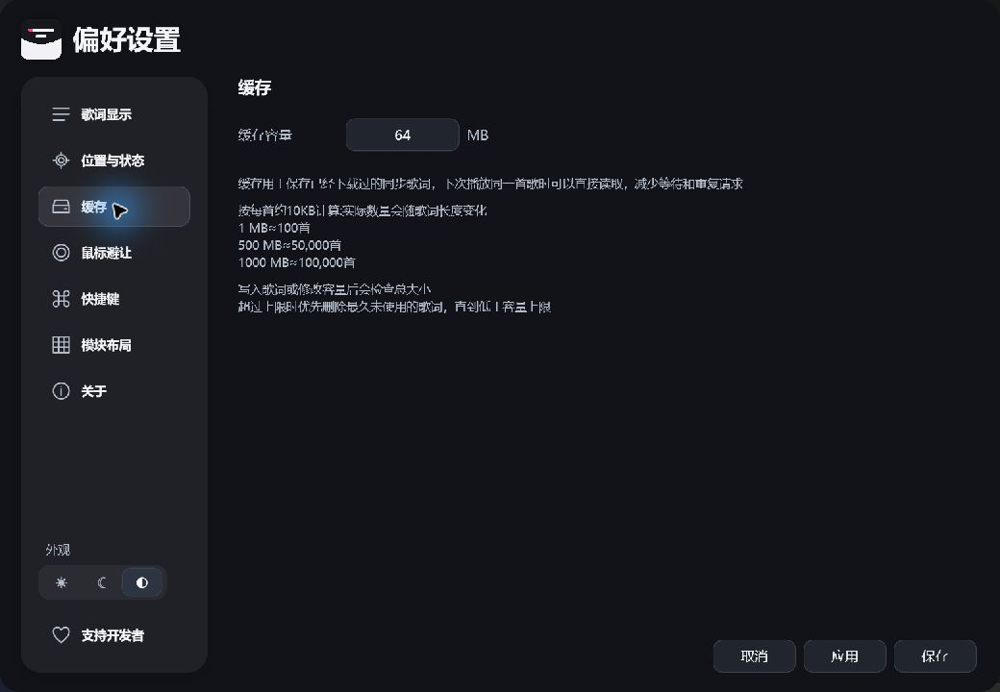 偏好设置
歌词显示
位置与状态
缓存
鼠标避让
快捷键
模块布局
关于
外观
支持开发者
缓存
缓存容量 64 MB
缓存用于保存已经下载过的同步歌词，下次播放同一首歌时可以直接读取，减少等待和重复请求
按每首约10KB计算:实际数量会随歌词长度变化
1 MB≈100首
500 MB≈50,000首
1000 MB≈100,000首
写入歌词或修改容量后会检查总大小
超过上限时优先删除最久未使用的歌词，直到低于容量上限
取消 应用 保存